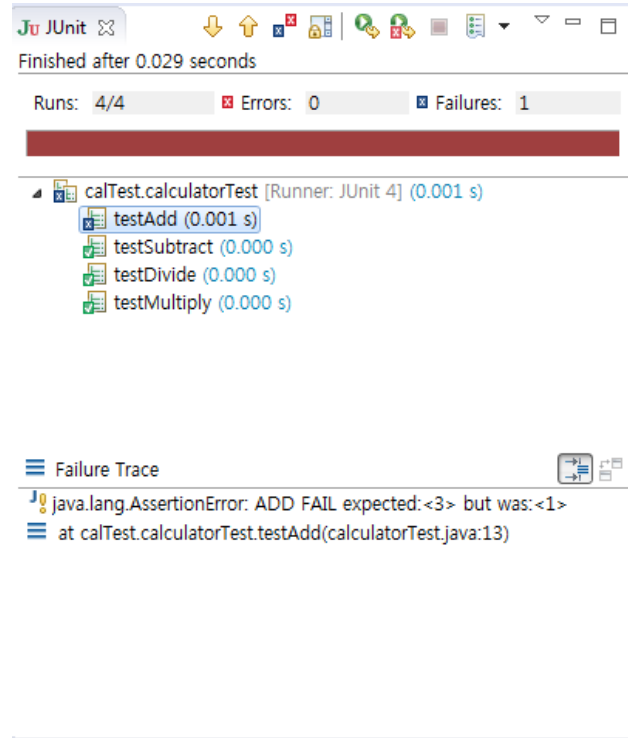 JU JUnit
Finished after 0.029 seconds
Runs: 4/4 Errors: 0 Failures: 1
calTest.calculatorTest [Runner: JUnit 4] (0.001 s)
testAdd (0.001 s)
testSubtract (0.000 s)
testDivide (0.000 s)
testMultiply (0.000 s)
Failure Trace
java.lang.AssertionError: ADD FAIL expected:<3> but was:<1>
at calTest.calculatorTest.testAdd(calculatorTest.java:13)